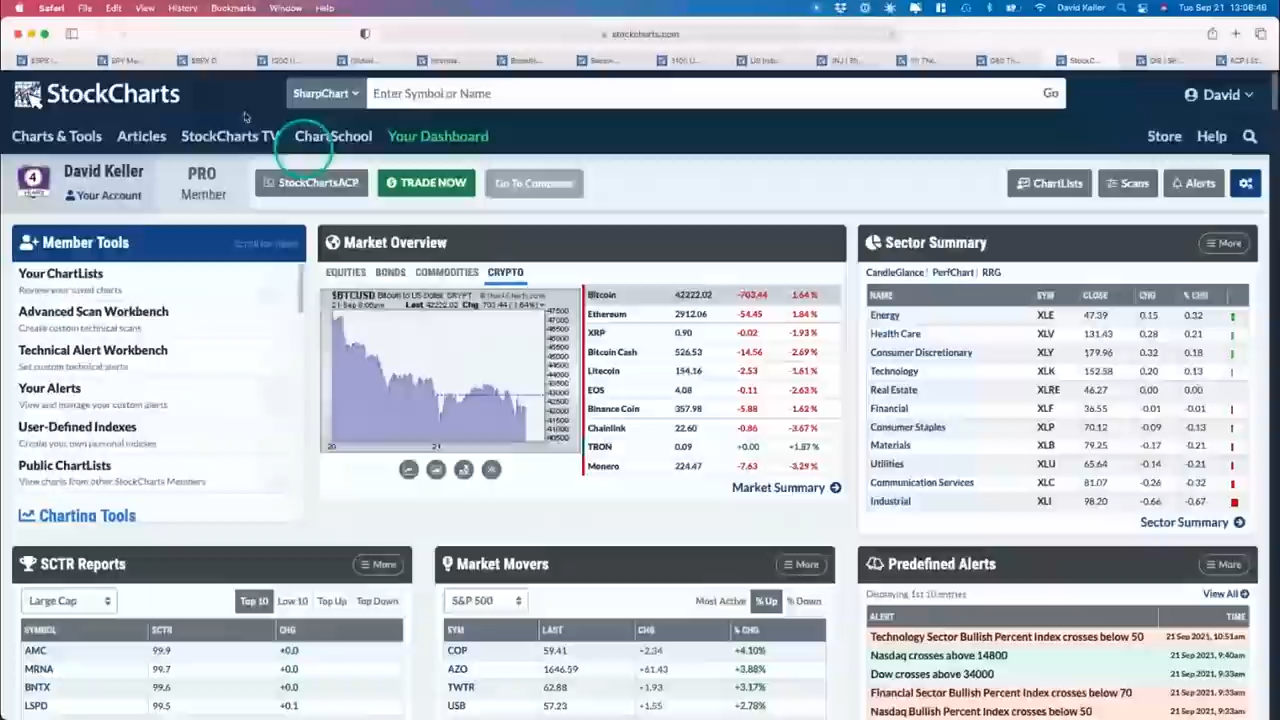 Safari File Edit View History Bookmarks Window Help David Keller Tue Sep 21 13:06:48
stockcharts.com
StockCharts SharpChart Enter Symbol or Name Go David
Charts & Tools Articles StockCharts TV ChartSchool Your Dashboard Store Help
4 David Keller PRO StockChartsACP TRADE NOW ChartLists Scans Alerts
Your Account Member
Member Tools
Your ChartLists
Review your saved charts
Advanced Scan Workbench
Create custom technical scans
Technical Alert Workbench
Set custom technical alerts
Your Alerts
View and manage your custom alerts
User-Defined Indexes
Create your own personal indexes
Public ChartLists
View charts from other StockCharts Members
Charting Tools
Market Overview
EQUITIES BONDS COMMODITIES CRYPTO
$BTCUSD Bitcoin to US Dollar CRYPT © StockCharts.com
Last 42222.02
20 21
Bitcoin 42222.02 -703.44 1.64%
Ethereum 2912.06 -54.45 1.84%
XRP 0.90 -0.02 -1.93%
Bitcoin Cash 526.53 -14.56 -2.69%
Litecoin 154.16 -2.53 1.61%
EOS 4.08 -0.11 -2.63%
Binance Coin 357.98 -5.88 1.62%
Chainlink 22.60 -0.86 -3.67%
TRON 0.09 +0.00 +1.87%
Monero 224.47 -7.63 -3.29%
Market Summary
Sector Summary More
CandleGlance PerfChart RRG
NAME SYM CLOSE CHG % CHG
Energy XLE 47.39 0.15 0.32
Health Care XLV 131.43 0.28 0.21
Consumer Discretionary XLY 179.96 0.32 0.18
Technology XLK 152.58 0.20 0.13
Real Estate XLRE 46.27 0.00 0.00
Financial XLF 36.55 -0.01 -0.01
Consumer Staples XLP 70.12 -0.09 -0.13
Materials XLB 79.25 -0.17 -0.21
Utilities XLU 65.64 -0.14 -0.21
Communication Services XLC 81.07 -0.26 -0.32
Industrial XLI 98.20 -0.66 -0.67
Sector Summary
SCTR Reports More
Large Cap Top 10 Low 10 Top Up Top Down
SYMBOL SCTR CHG
AMC 99.9 +0.0
MRNA 99.7 +0.0
BNTX 99.6 +0.0
LSPD 99.5 +0.1
Market Movers More
S&P 500 Most Active % Up % Down
SYM LAST CHG % CHG
COP 59.41 +2.34 +4.10%
AZO 1646.59 +61.43 +3.88%
TWTR 62.88 +1.93 +3.17%
USB 57.23 +1.55 +2.78%
Predefined Alerts More
Displaying 1st 10 entries View All
ALERT TIME
Technology Sector Bullish Percent Index crosses below 50 21 Sep 2021, 10:51am
Nasdaq crosses above 14800 21 Sep 2021, 9:40am
Dow crosses above 34000 21 Sep 2021, 9:33am
Financial Sector Bullish Percent Index crosses below 70 21 Sep 2021, 9:33am
Nasdaq Bullish Percent Index crosses below 50 21 Sep 2021, 9:33am